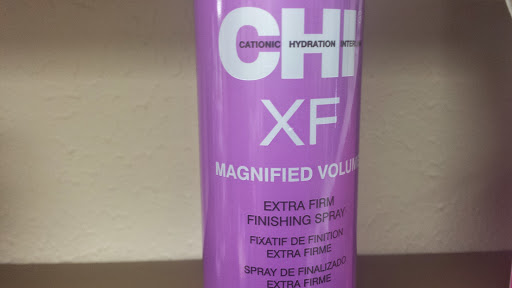 CHI
CATIONIC HYDRATION
XF
MAGNIFIED
EXTRA FIRM
FINISHING SPRAY
FIXATIF DE FINITION
EXTRA FIRME
SPRAY DE FINALIZADO
EXTRA FIRME